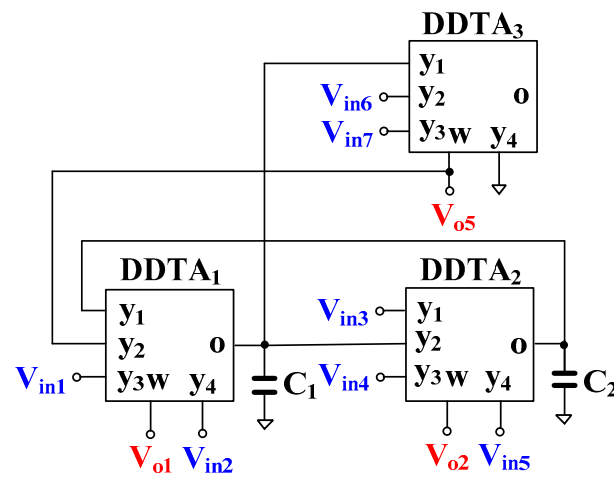 DDTA₃
y₁
Vin6 y₂ o
Vin7 y₃ w y₄
Vo5
DDTA₁
y₁
y₂ o
Vin1 y₃ w y₄
C₁
Vo1 Vin2
DDTA₂
Vin3 y₁
y₂ o
Vin4 y₃ w y₄
C₂
Vo2 Vin5